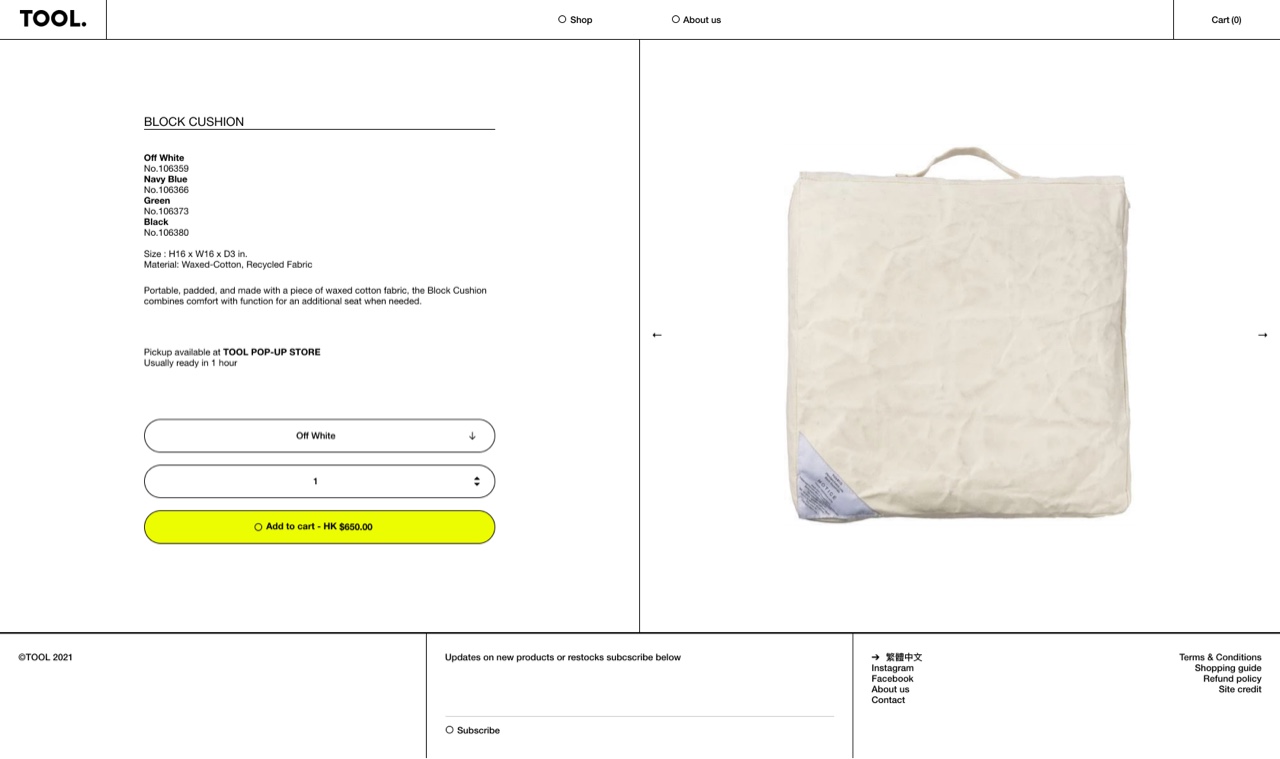 TOOL.
Shop
About us
Cart (0)
BLOCK CUSHION
Off White
No.106359
Navy Blue
No.106366
Green
No.106373
Black
No.106380
Size : H16 x W16 x D3 in.
Material: Waxed-Cotton, Recycled Fabric
Portable, padded, and made with a piece of waxed cotton fabric, the Block Cushion
combines comfort with function for an additional seat when needed.
Pickup available at TOOL POP-UP STORE
Usually ready in 1 hour
Off White
1
Add to cart - HK $650.00
NOTICE
©TOOL 2021
Updates on new products or restocks subcscribe below
Subscribe
繁體中文
Instagram
Facebook
About us
Contact
Terms & Conditions
Shopping guide
Refund policy
Site credit